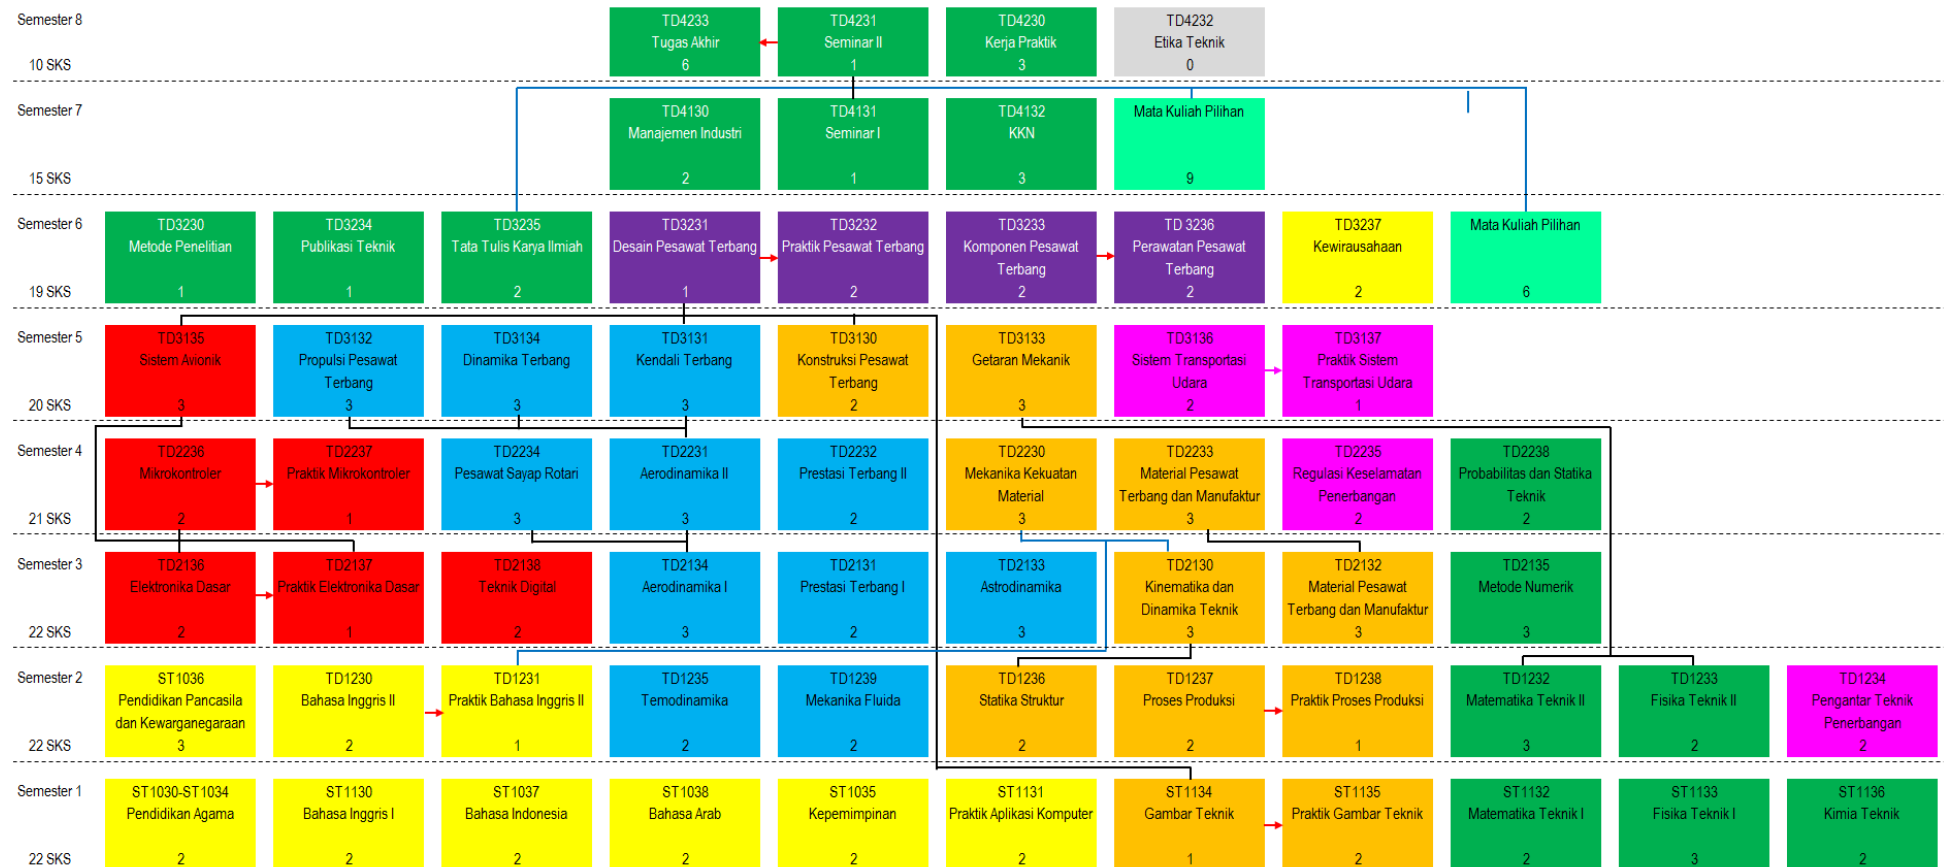 Semester 8
TD4233
TD4231
TD4230
TD4232
Tugas Akhir
Seminar II
Kerja Praktik
Etika Teknik
10 SKS
6
1
3
0
Semester 7
TD4130
TD4131
TD4132
Mata Kuliah Pilihan
Manajemen Industri
Seminar I
KKN
15 SKS
2
1
3
9
Semester 6
TD3230
TD3234
TD3235
TD3231
TD3232
TD3233
TD 3236
TD3237
Mata Kuliah Pilihan
Metode Penelitian
Publikasi Teknik
Tata Tulis Karya Ilmiah
Desain Pesawat Terbang
Praktik Pesawat Terbang
Komponen Pesawat
Terbang
Perawatan Pesawat
Terbang
Kewirausahaan
19 SKS
1
1
2
1
2
2
2
2
6
Semester 5
TD3135
TD3132
TD3134
TD3131
TD3130
TD3133
TD3136
TD3137
Sistem Avionik
Propulsi Pesawat
Terbang
Dinamika Terbang
Kendali Terbang
Konstruksi Pesawat
Terbang
Getaran Mekanik
Sistem Transportasi
Udara
Praktik Sistem
Transportasi Udara
20 SKS
3
3
3
3
2
3
2
1
Semester 4
TD2236
TD2237
TD2234
TD2231
TD2232
TD2230
TD2233
TD2235
TD2238
Mikrokontroler
Praktik Mikrokontroler
Pesawat Sayap Rotari
Aerodinamika II
Prestasi Terbang II
Mekanika Kekuatan
Material
Material Pesawat
Terbang dan Manufaktur
Regulasi Keselamatan
Penerbangan
Probabilitas dan Statika
Teknik
21 SKS
2
1
3
3
2
3
3
2
2
Semester 3
TD2136
TD2137
TD2138
TD2134
TD2131
TD2133
TD2130
TD2132
TD2135
Elektronika Dasar
Praktik Elektronika Dasar
Teknik Digital
Aerodinamika I
Prestasi Terbang I
Astrodinamika
Kinematika dan
Dinamika Teknik
Material Pesawat
Terbang dan Manufaktur
Metode Numerik
22 SKS
2
1
2
3
2
3
3
3
3
Semester 2
ST1036
TD1230
TD1231
TD1235
TD1239
TD1236
TD1237
TD1238
TD1232
TD1233
TD1234
Pendidikan Pancasila
dan Kewarganegaraan
Bahasa Inggris II
Praktik Bahasa Inggris II
Temodinamika
Mekanika Fluida
Statika Struktur
Proses Produksi
Praktik Proses Produksi
Matematika Teknik II
Fisika Teknik II
Pengantar Teknik
Penerbangan
22 SKS
3
2
1
2
2
2
2
1
3
2
2
Semester 1
ST1030-ST1034
ST1130
ST1037
ST1038
ST1035
ST1131
ST1134
ST1135
ST1132
ST1133
ST1136
Pendidikan Agama
Bahasa Inggris I
Bahasa Indonesia
Bahasa Arab
Kepemimpinan
Praktik Aplikasi Komputer
Gambar Teknik
Praktik Gambar Teknik
Matematika Teknik I
Fisika Teknik I
Kimia Teknik
22 SKS
2
2
2
2
2
2
1
2
2
3
2